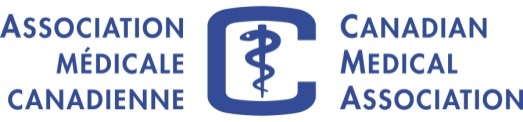 ASSOCIATION
MÉDICALE
CANADIENNE
CANADIAN
MEDICAL
ASSOCIATION